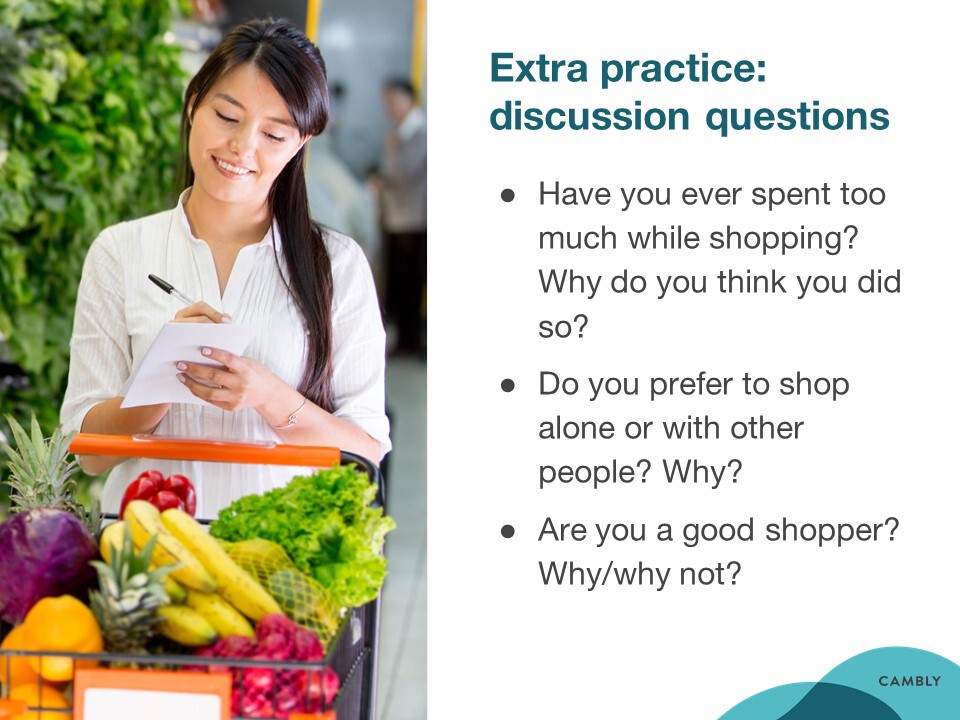 Extra practice:
discussion questions
● Have you ever spent too
much while shopping?
Why do you think you did
so?
● Do you prefer to shop
alone or with other
people? Why?
● Are you a good shopper?
Why/why not?
CAMBLY